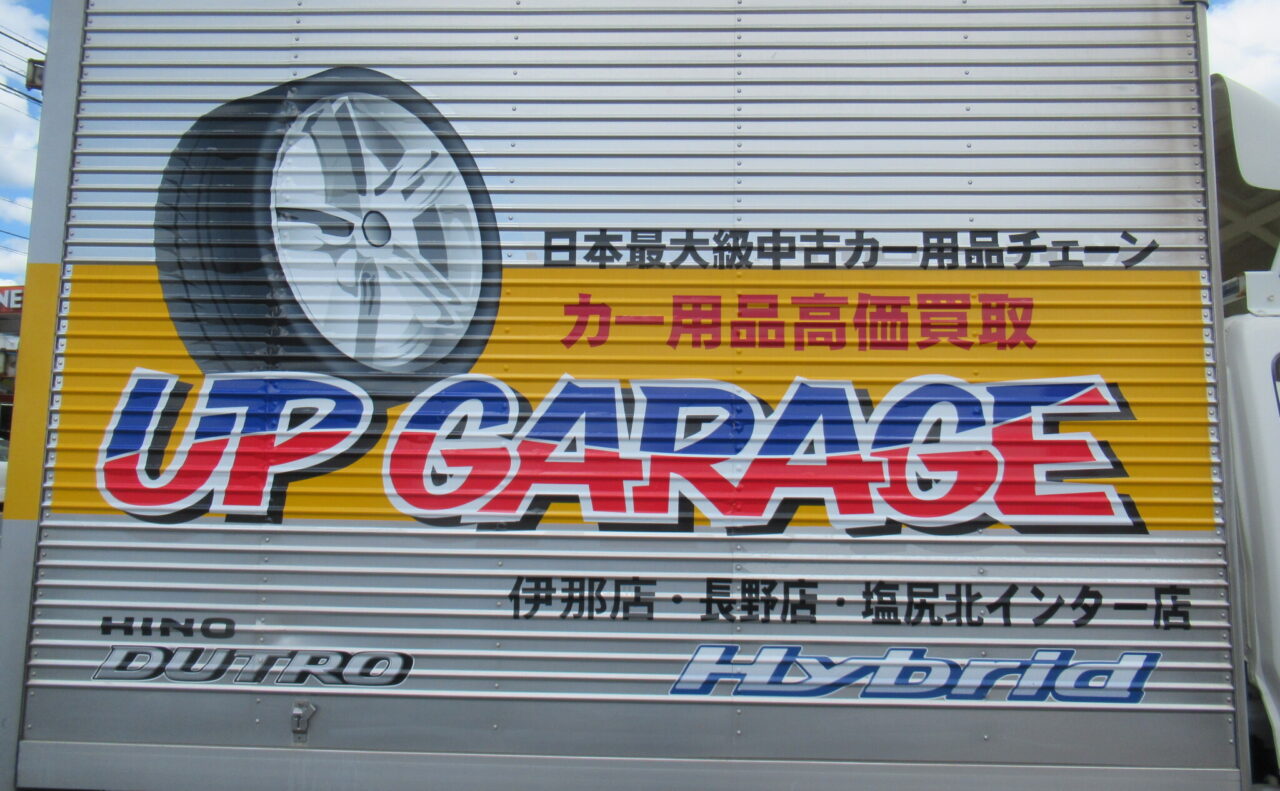 日本最大級中古カー用品チェーン
カー用品高価買取
UP GARAGE
伊那店・長野店・塩尻北インター店
HINO
DUTRO
Hybrid
NE